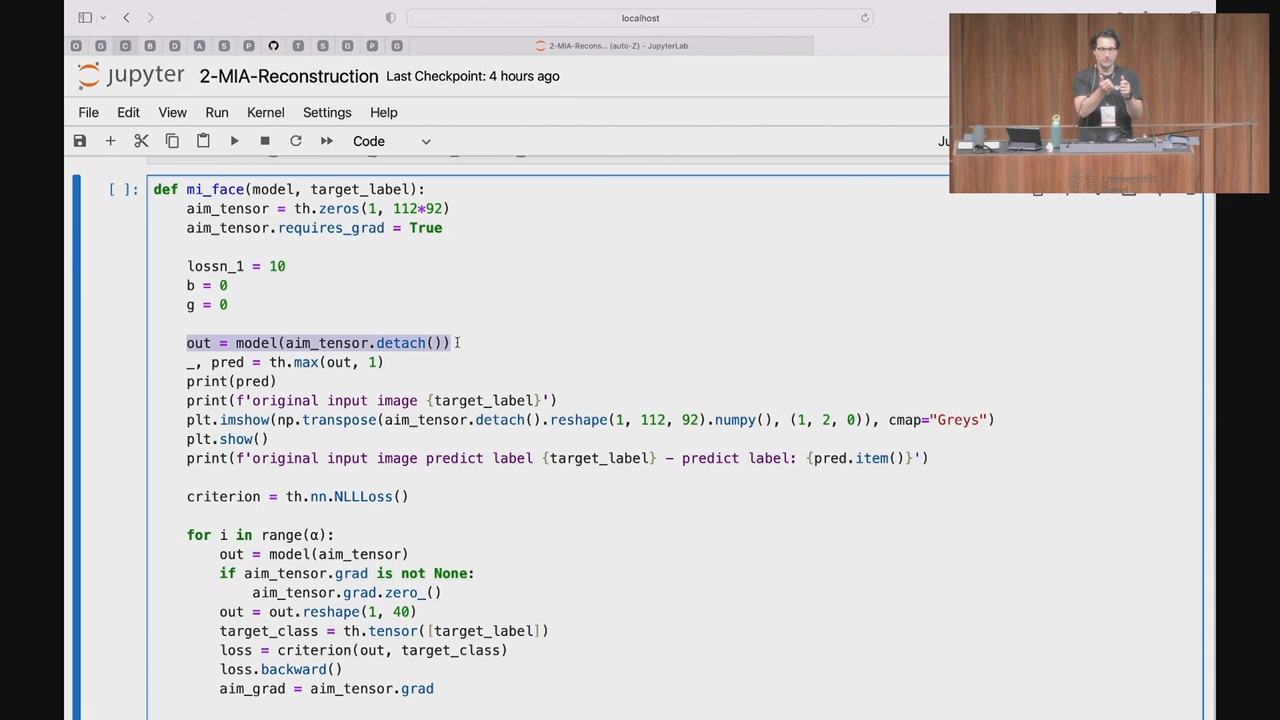 localhost
O G C B D A S P T S G P G 2-MIA-Recons... (auto-Z) - JupyterLab
jupyter 2-MIA-Reconstruction Last Checkpoint: 4 hours ago
File Edit View Run Kernel Settings Help
Code Ju
[ ]: def mi_face(model, target_label):
aim_tensor = th.zeros(1, 112*92)
aim_tensor.requires_grad = True
lossn_1 = 10
b = 0
g = 0
out = model(aim_tensor.detach())
_, pred = th.max(out, 1)
print(pred)
print(f'original input image {target_label}')
plt.imshow(np.transpose(aim_tensor.detach().reshape(1, 112, 92).numpy(), (1, 2, 0)), cmap="Greys")
plt.show()
print(f'original input image predict label {target_label} - predict label: {pred.item()}')
criterion = th.nn.NLLLoss()
for i in range(α):
out = model(aim_tensor)
if aim_tensor.grad is not None:
aim_tensor.grad.zero_()
out = out.reshape(1, 40)
target_class = th.tensor([target_label])
loss = criterion(out, target_class)
loss.backward()
aim_grad = aim_tensor.grad
Universität